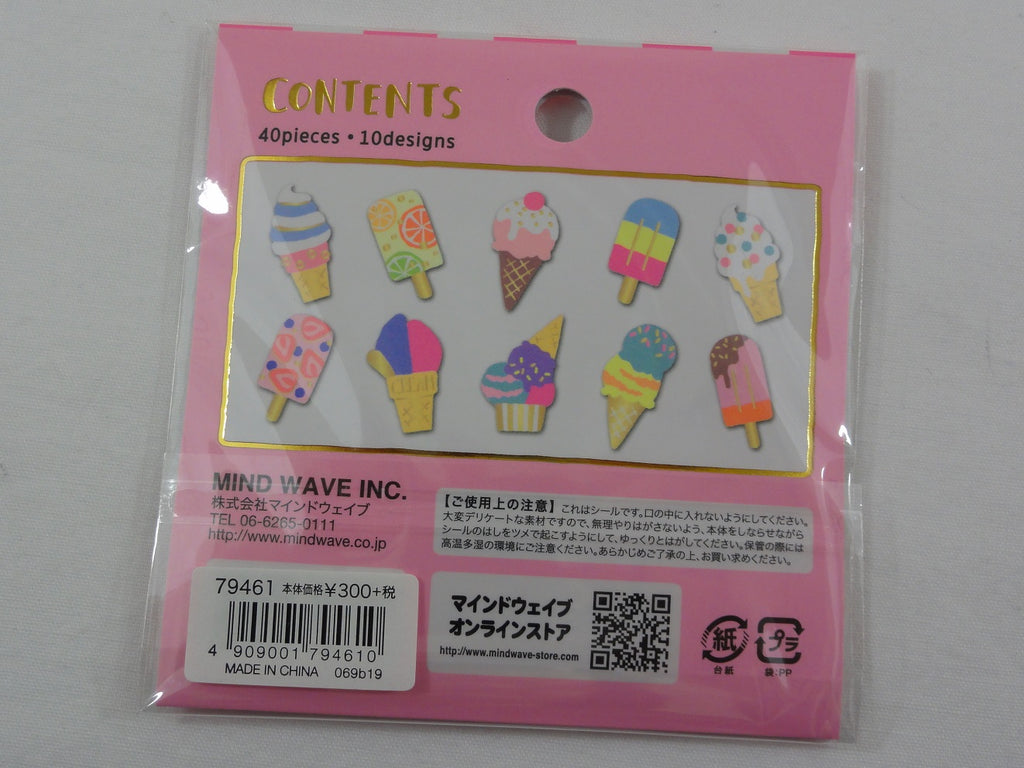 CONTENTS
40pieces・10designs
MIND WAVE INC.
株式会社マインドウェイブ
TEL 06-6265-0111
http://www.mindwave.co.jp
【ご使用上の注意】これはシールです。口の中に入れないようにしてください。
大変デリケートな素材ですので、無理やりはがさないよう、本体をしならせながら
シールのはしをツメで起こすようにして、ゆっくりとはがしてください。保管の際には
高温多湿の環境にご注意ください。あらかじめご了承の上、お買い求めください。
79461 本体価格¥300+税
4 909001 794610
MADE IN CHINA 069b19
マインドウェイブ
オンラインストア
http://www.mindwave-store.com
紙
台紙
プラ
袋:PP